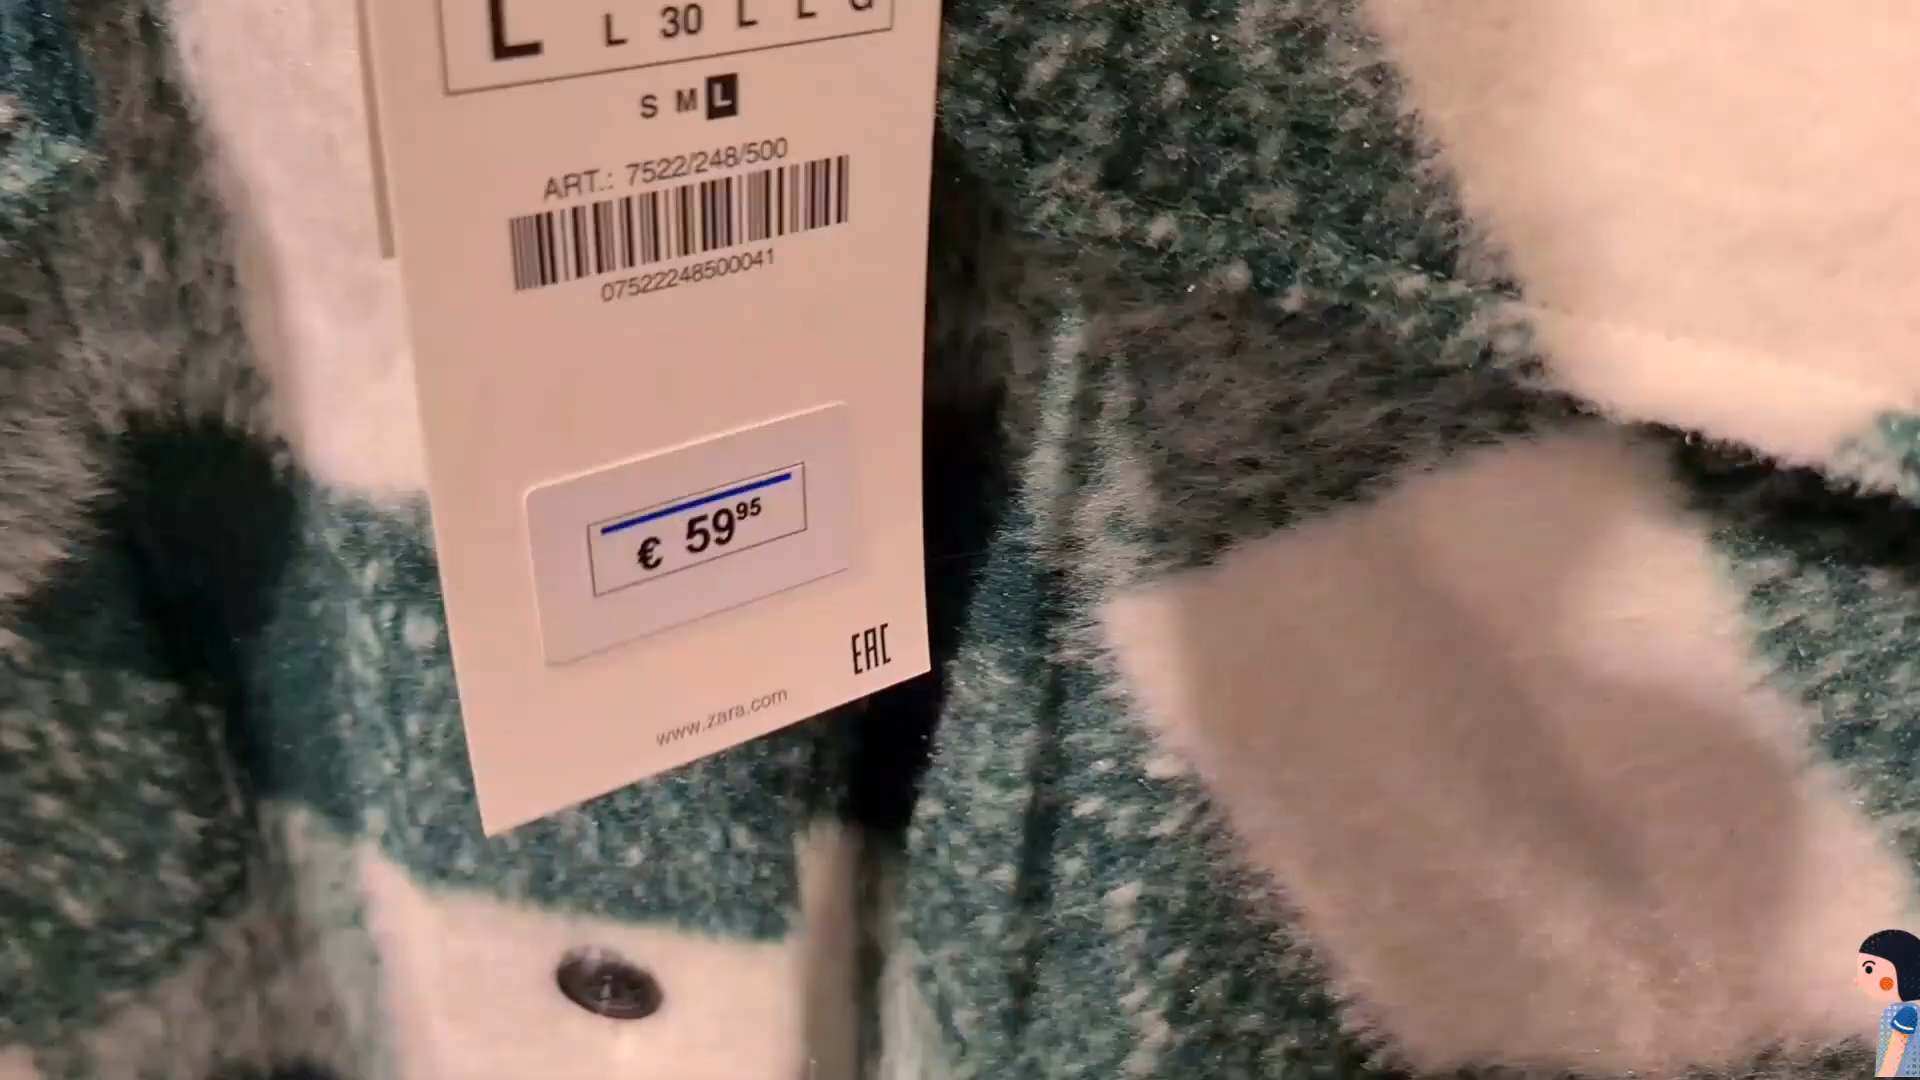 L L 30 L L G
S M L
ART.: 7522/248/500
07522248500041
€ 59⁹⁵
EAC
www.zara.com